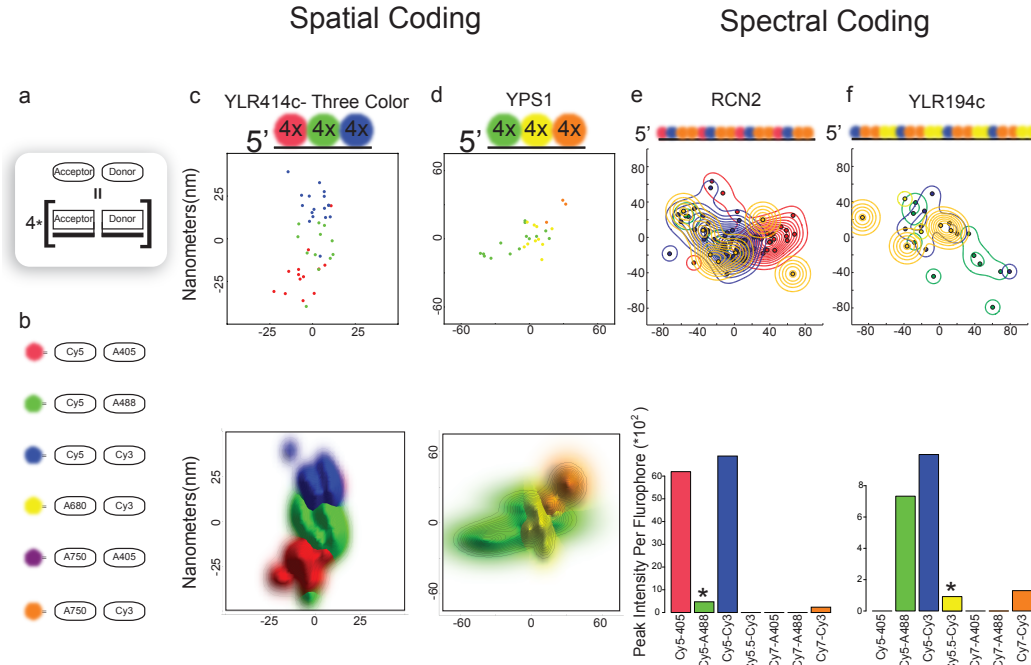 Spatial Coding
Spectral Coding
a
Acceptor Donor
=
4* [ Acceptor Donor ]
b
= Cy5 A405
= Cy5 A488
= Cy5 Cy3
= A680 Cy3
= A750 A405
= A750 Cy3
c
YLR414c- Three Color
5’ 4x 4x 4x
Nanometers(nm)
25
0
-25
-25 0 25
Nanometers(nm)
25
0
-25
-25 0 25
d
YPS1
5’ 4x 4x 4x
60
0
-60
-60 0 60
60
0
-60
-60 0 60
e
RCN2
5’
80
40
0
-40
-80
-80 -40 0 40 80
Peak Intensity Per Flurophore (*10²)
60
50
40
30
20
10
0
*
Cy5-405
Cy5-A488
Cy5-Cy3
Cy5.5-Cy3
Cy7-A405
Cy7-A488
Cy7-Cy3
f
YLR194c
5’
80
40
0
-40
-80
-80 -40 0 40 80
8
6
4
2
0
*
Cy5-405
Cy5-A488
Cy5-Cy3
Cy5.5-Cy3
Cy7-A405
Cy7-A488
Cy7-Cy3